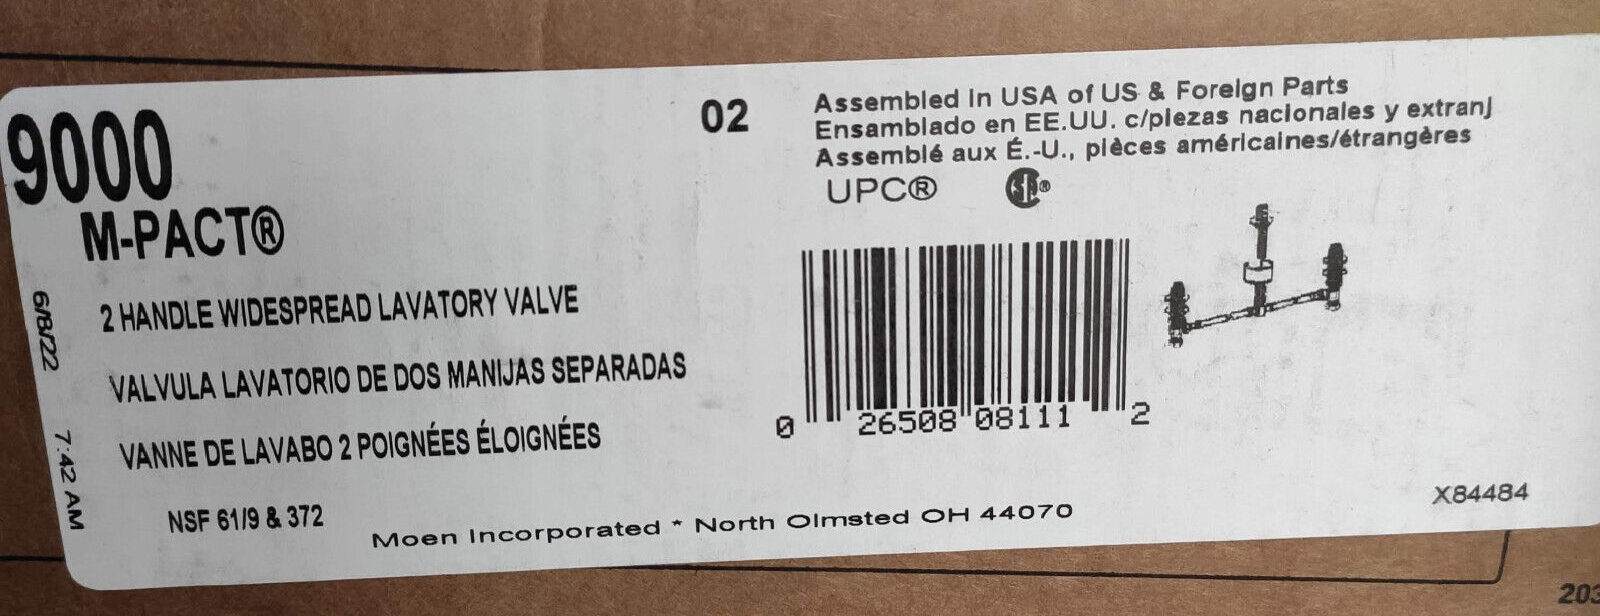 9000
M-PACT®
2 HANDLE WIDESPREAD LAVATORY VALVE
VALVULA LAVATORIO DE DOS MANIJAS SEPARADAS
VANNE DE LAVABO 2 POIGNÉES ÉLOIGNÉES
NSF 61/9 & 372
6/8/22 7:42 AM
02
Assembled in USA of US & Foreign Parts
Ensamblado en EE.UU. c/piezas nacionales y extranj
Assemblé aux É.-U., pièces américaines/étrangères
UPC®
0 26508 08111 2
X84484
Moen Incorporated * North Olmsted OH 44070